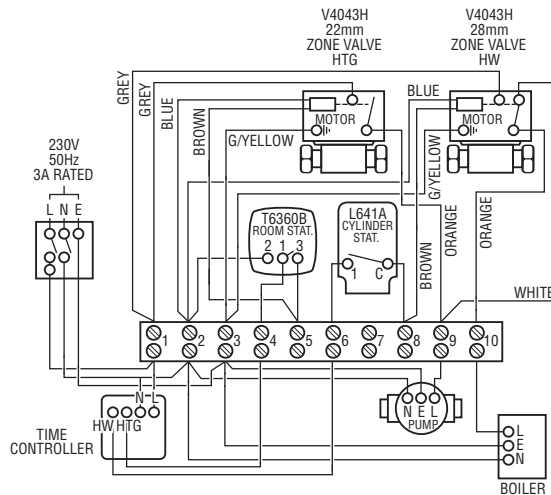 V4043H
22mm
ZONE VALVE
HTG
V4043H
28mm
ZONE VALVE
HW
GREY
GREY
BLUE
BROWN
G/YELLOW
MOTOR
BLUE
MOTOR
G/YELLOW
230V
50Hz
3A RATED
L N E
T6360B
ROOM STAT.
2 1 3
L641A
CYLINDER
STAT.
1 C
BROWN
ORANGE
ORANGE
WHITE
1 2 3 4 5 6 7 8 9 10
N L
HW HTG
TIME
CONTROLLER
N E L
PUMP
L
E
N
BOILER